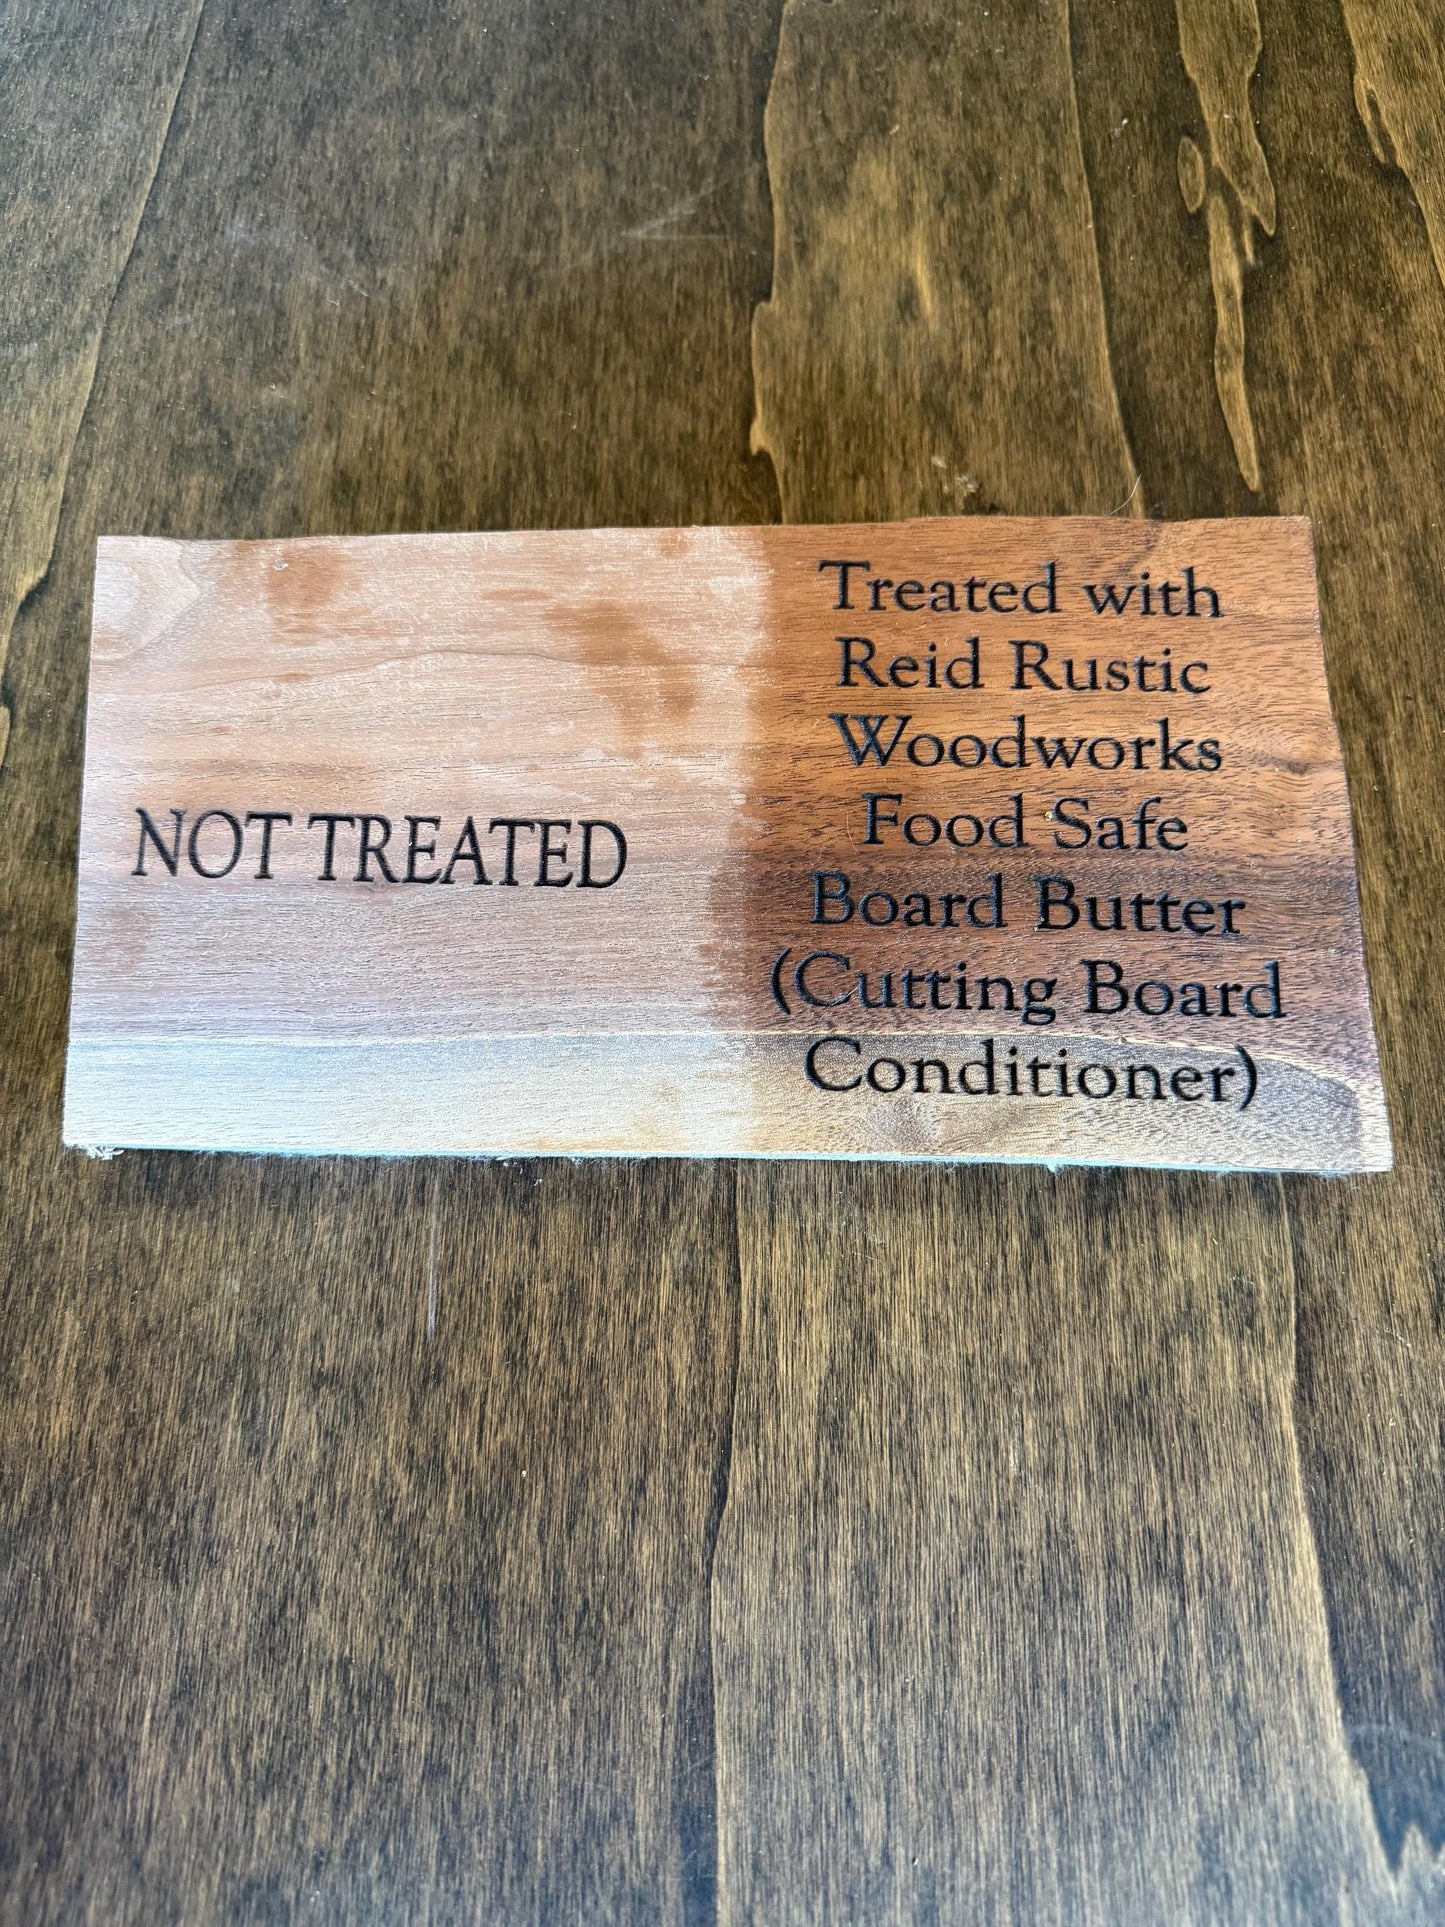 NOT TREATED
Treated with
Reid Rustic
Woodworks
Food Safe
Board Butter
(Cutting Board
Conditioner)